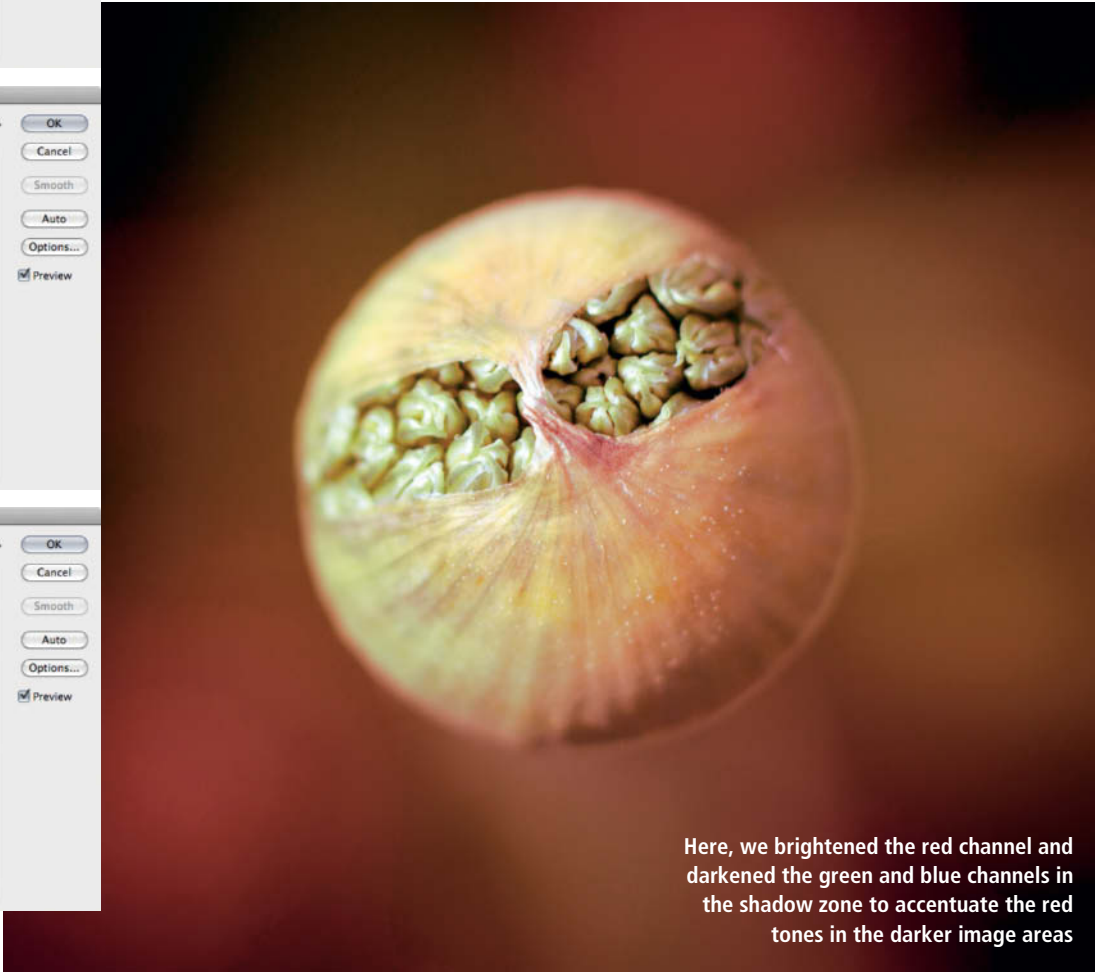 OK
Cancel
Smooth
Auto
Options...
Preview
OK
Cancel
Smooth
Auto
Options...
Preview
Here, we brightened the red channel and
darkened the green and blue channels in
the shadow zone to accentuate the red
tones in the darker image areas